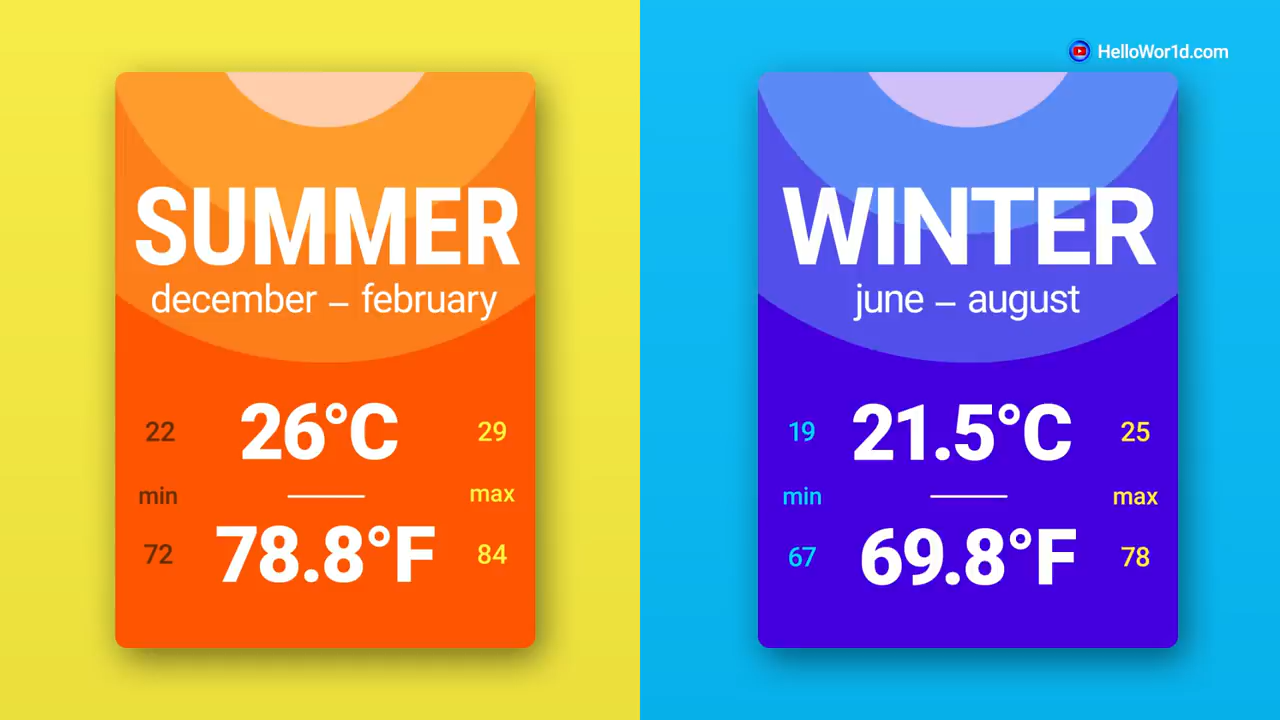 HelloWor1d.com
SUMMER
december – february
22 26°C 29
min max
72 78.8°F 84
WINTER
june – august
19 21.5°C 25
min max
67 69.8°F 78